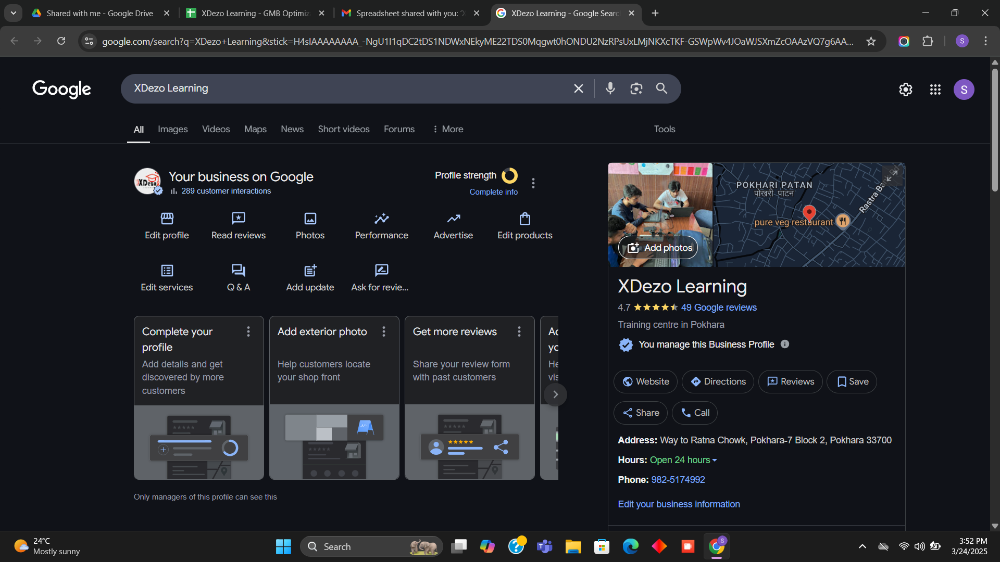 Shared with me - Google Drive
XDezo Learning - GMB Optimiz
Spreadsheet shared with you: 'X
XDezo Learning - Google Searc
google.com/search?q=XDezo+Learning&stick=H4sIAAAAAAAA_-NgU1I1qDC2tDS1NDWxNEkyME22TDS0Mqgwt0hONDU2NzRPsUxLMjNKXcTKF-GSWpWv4JOaWJSXmZcOAAzVQ7g6AA...
S
Google
XDezo Learning
S
All
Images
Videos
Maps
News
Short videos
Forums
More
Tools
XDezo
Your business on Google
289 customer interactions
Profile strength
Complete info
Edit profile
Read reviews
Photos
Performance
Advertise
Edit products
Edit services
Q & A
Add update
Ask for revie...
Complete your
profile
Add details and get
discovered by more
customers
Add exterior photo
Help customers locate
your shop front
Get more reviews
Share your review form
with past customers
Ac
yo
He
vis
Only managers of this profile can see this
Add photos
POKHARI PATAN
पोखरी पाटन
Rastra Ba
pure veg restaurant
XDezo Learning
4.7 49 Google reviews
Training centre in Pokhara
You manage this Business Profile
Website
Directions
Reviews
Save
Share
Call
Address: Way to Ratna Chowk, Pokhara-7 Block 2, Pokhara 33700
Hours: Open 24 hours
Phone: 982-5174992
Edit your business information
24°C
Mostly sunny
Search
S
3:52 PM
3/24/2025